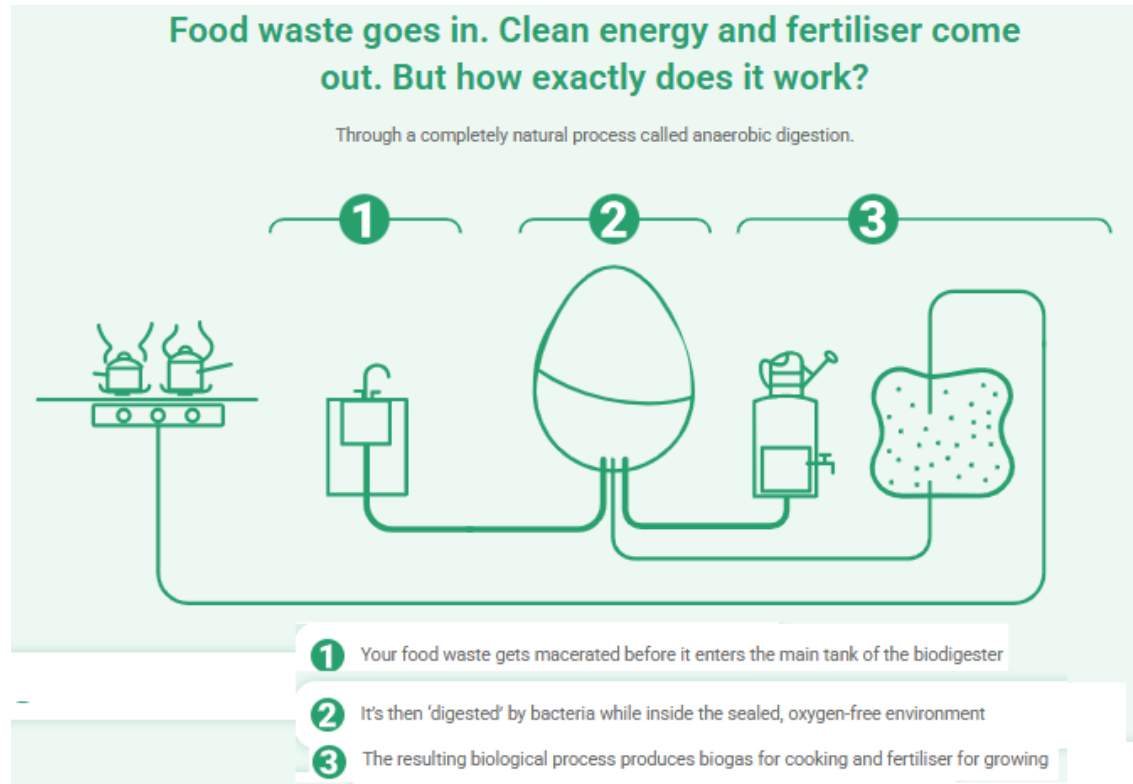 Food waste goes in. Clean energy and fertiliser come
out. But how exactly does it work?
Through a completely natural process called anaerobic digestion.
1 2 3
1 Your food waste gets macerated before it enters the main tank of the biodigester
2 It's then ‘digested’ by bacteria while inside the sealed, oxygen-free environment
3 The resulting biological process produces biogas for cooking and fertiliser for growing